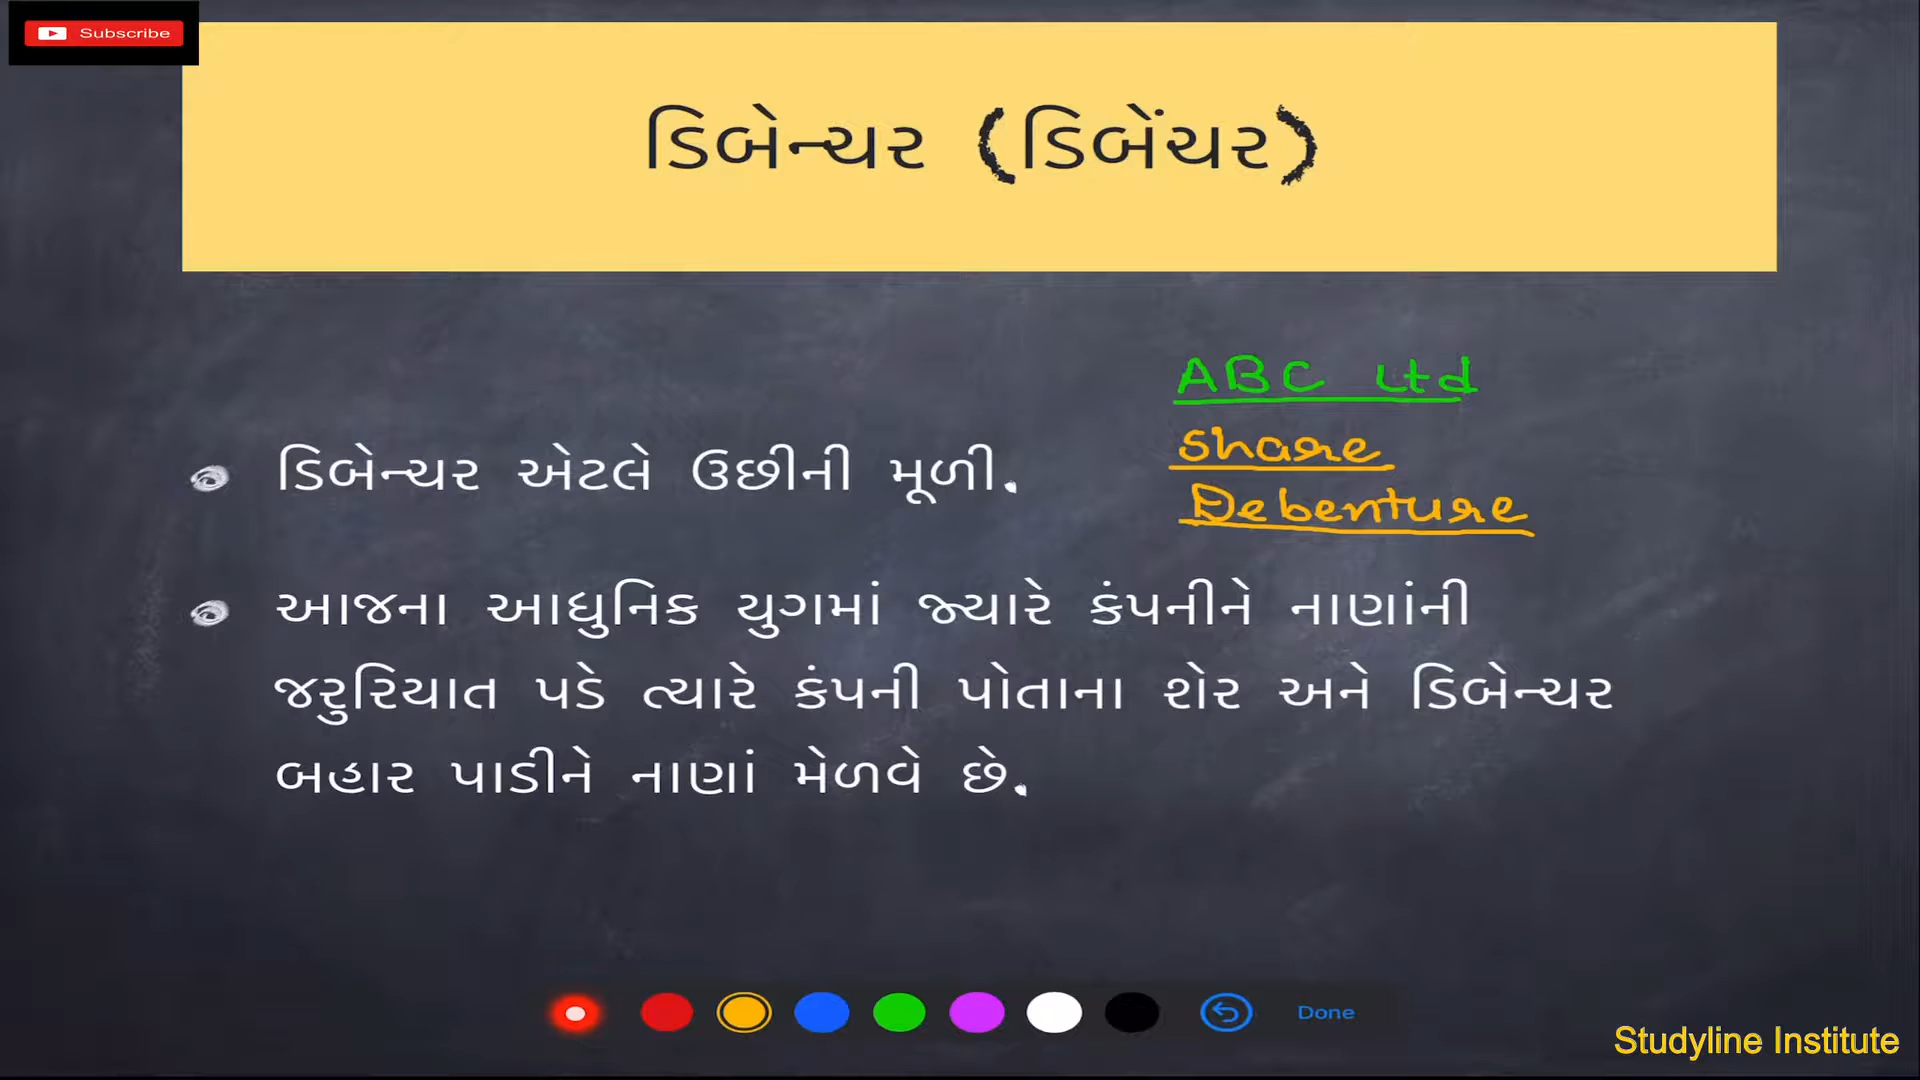 Subscribe
ડિબેન્ચર (ડિબેંચર)
ABC Ltd
Share
ડિબેન્ચર એટલે ઉછીની મૂળી.
Debenture
આજના આધુનિક યુગમાં જ્યારે કંપનીને નાણાંની
જરુરિયાત પડે ત્યારે કંપની પોતાના શેર અને ડિબેન્ચર
બહાર પાડીને નાણાં મેળવે છે.
Done
Studyline Institute